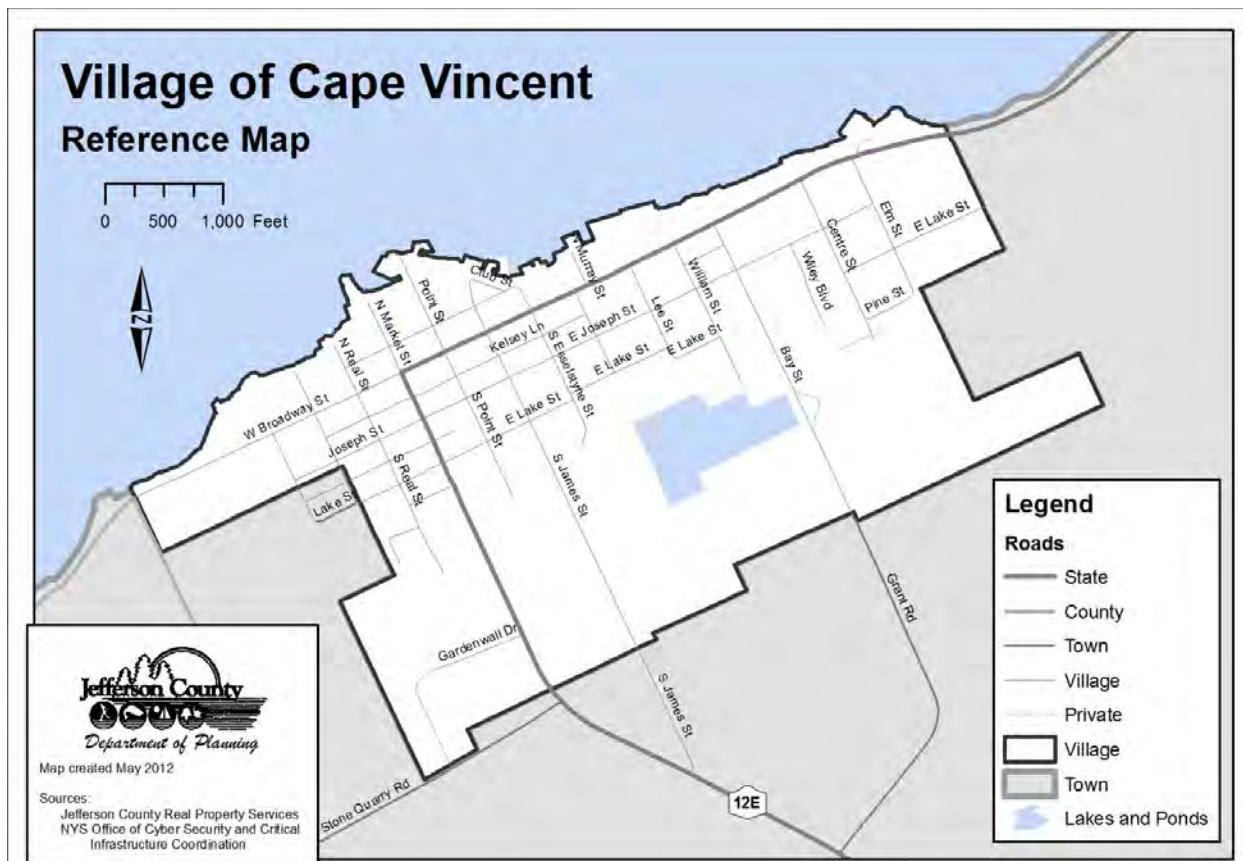 Village of Cape Vincent
Reference Map
0 500 1,000 Feet
N
W Broadway St
N Real St
N Market St
Point St
Club St
N Murray St
Kelsey Ln
E Joseph St
Lee St
William St
Wiley Blvd
Centre St
Elm St
E Lake St
Pine St
Joseph St
S Real St
S Point St
E Lake St
S Esselstyne St
E Lake St
E Lake St
Bay St
Lake St
S James St
Gardenwall Dr
Grant Rd
S James St
Stone Quarry Rd
12E
Legend
Roads
State
County
Town
Village
Private
Village
Town
Lakes and Ponds
Jefferson County
Department of Planning
Map created May 2012
Sources:
Jefferson County Real Property Services
NYS Office of Cyber Security and Critical
Infrastructure Coordination